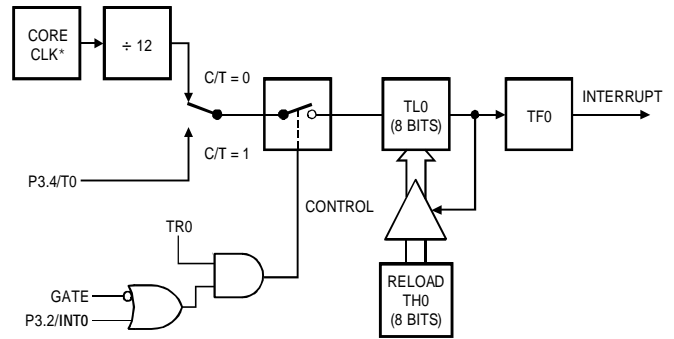 CORE
CLK*
÷ 12
C/T = 0
C/T = 1
P3.4/T0
TL0
(8 BITS)
TF0
INTERRUPT
CONTROL
TR0
GATE
P3.2/INT0
RELOAD
TH0
(8 BITS)